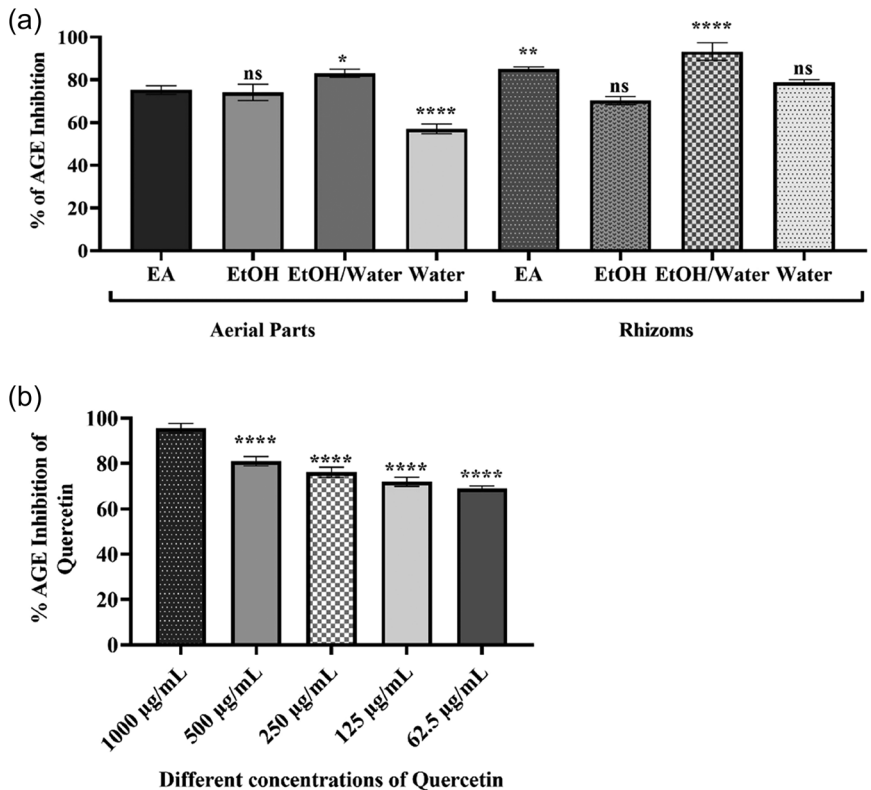 (a)
% of AGE Inhibition
100
80
60
40
20
0
ns
*
****
**
ns
****
ns
EA
EtOH
EtOH/Water
Water
EA
EtOH
EtOH/Water
Water
Aerial Parts
Rhizoms
(b)
% AGE Inhibition of
Quercetin
100
80
60
40
20
0
****
****
****
****
1000 µg/mL
500 µg/mL
250 µg/mL
125 µg/mL
62.5 µg/mL
Different concentrations of Quercetin